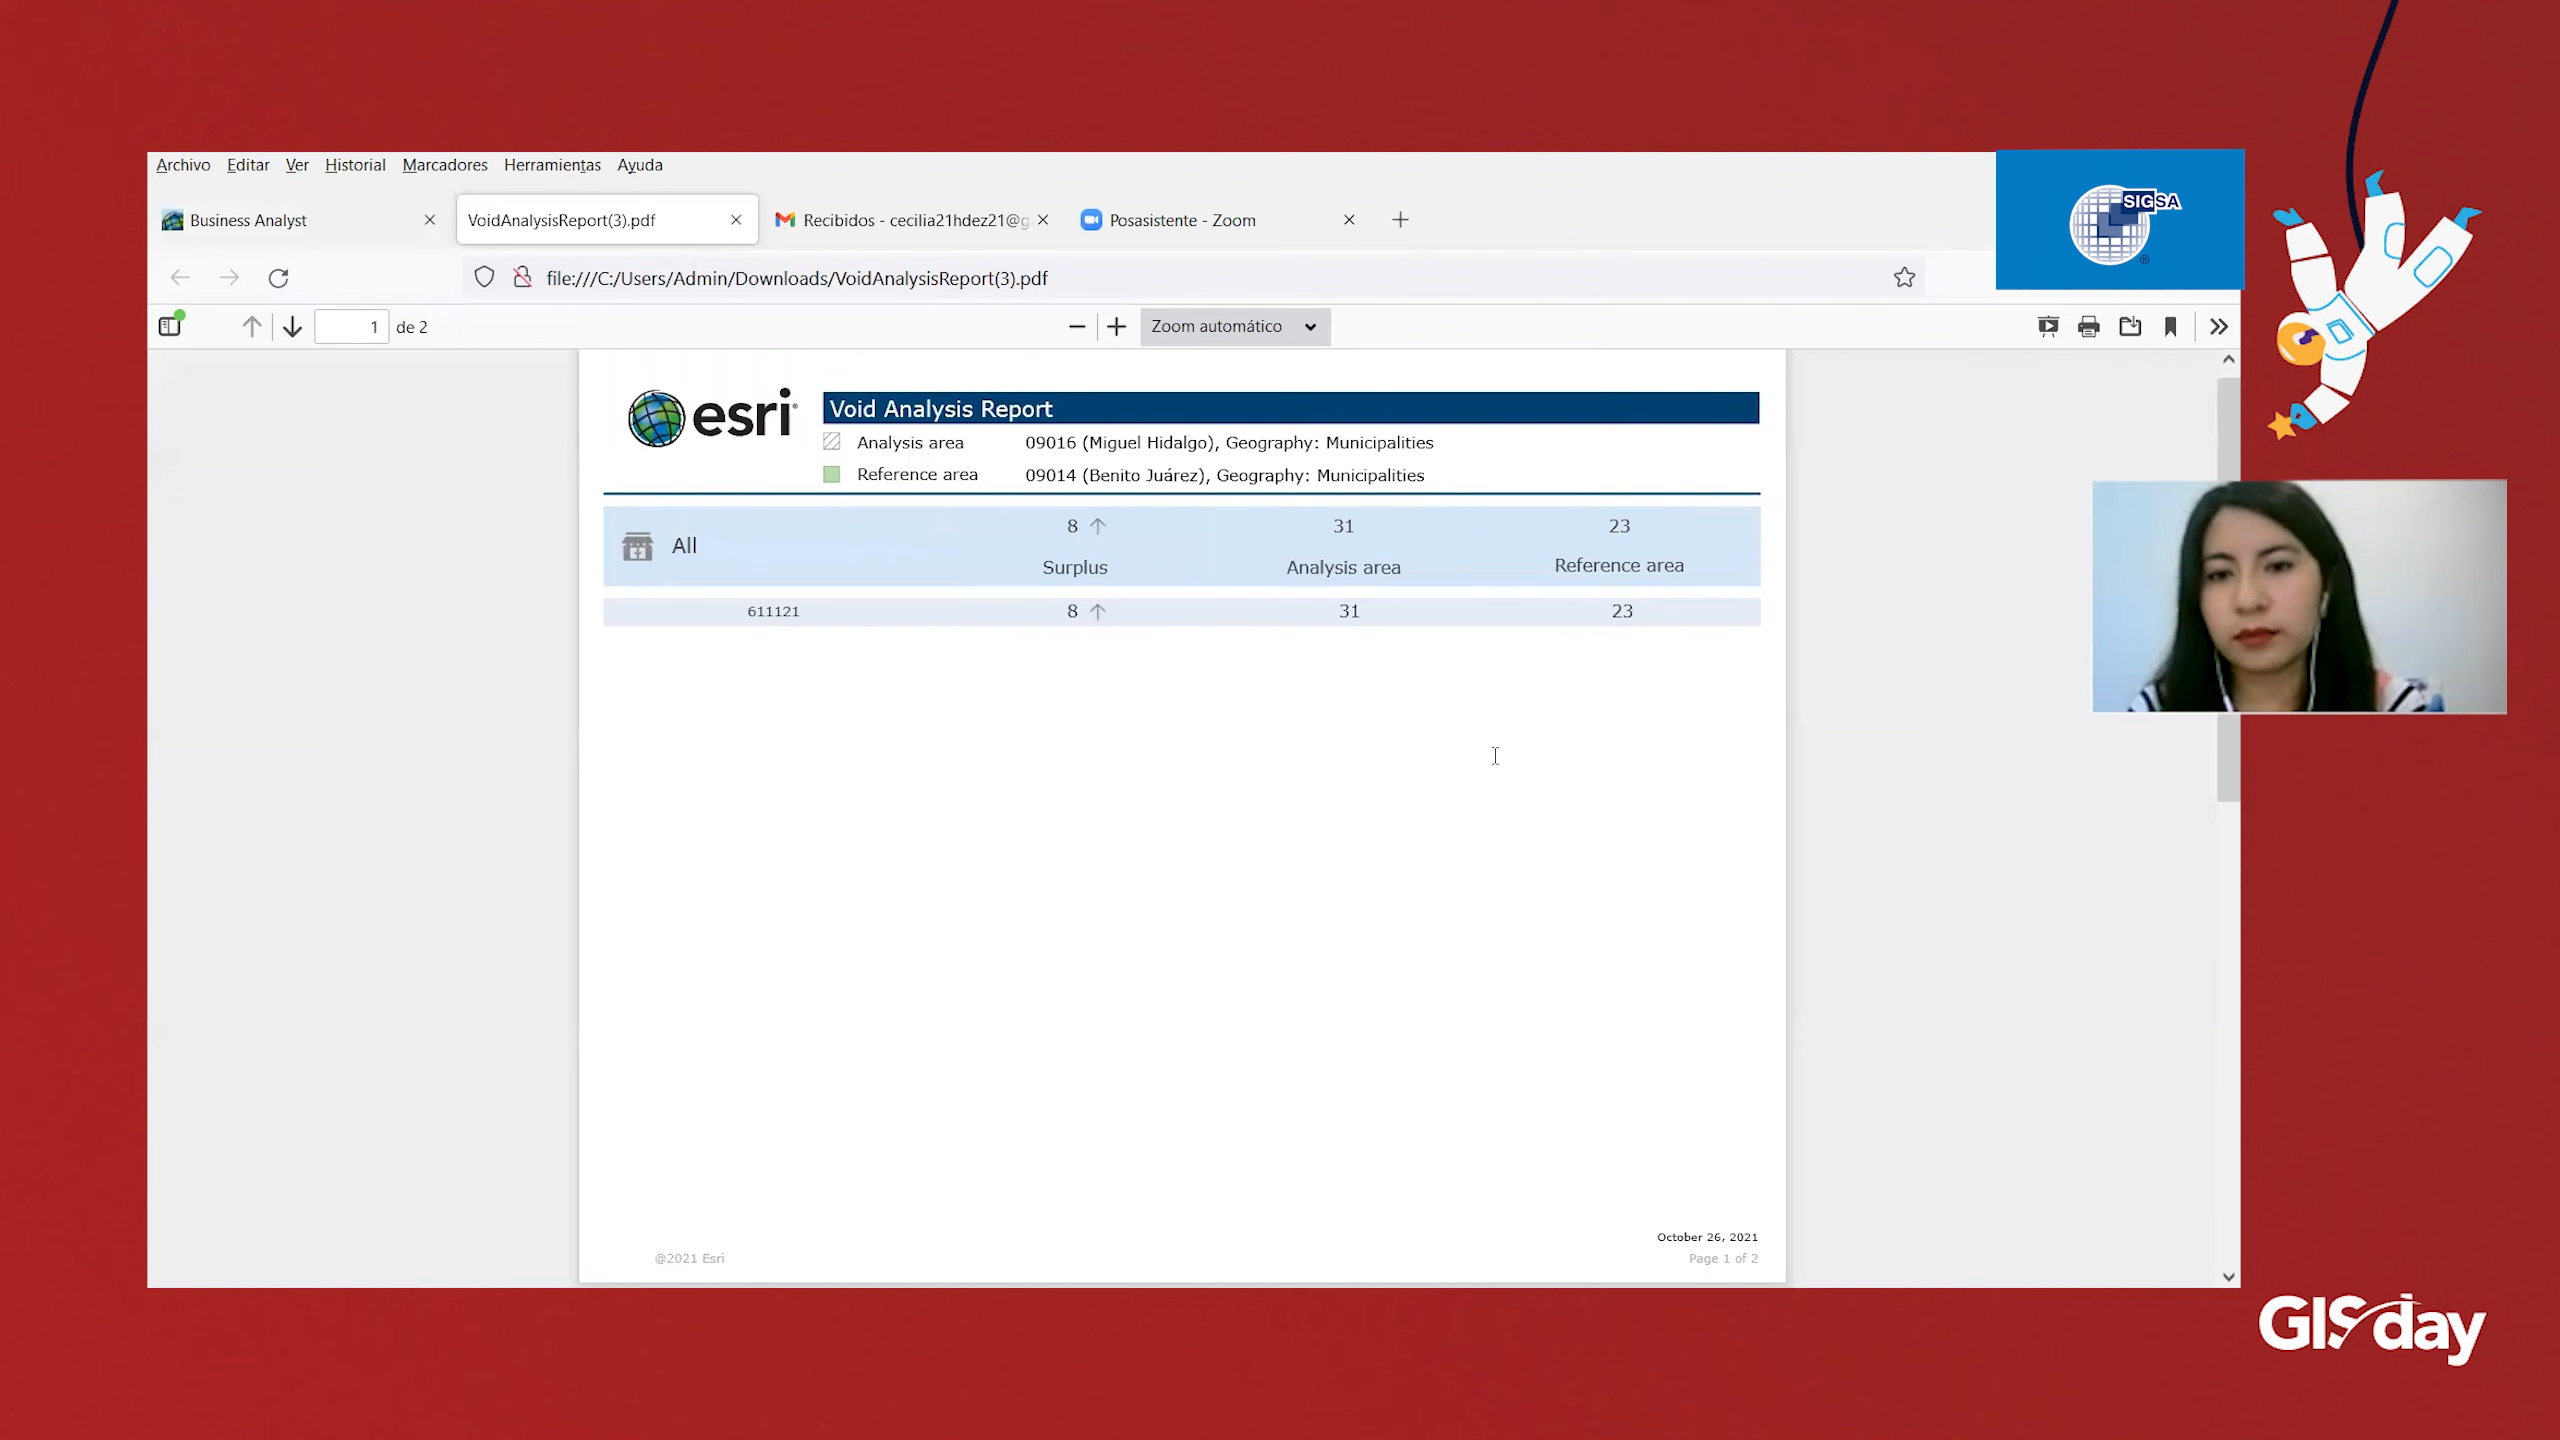 Archivo Editar Ver Historial Marcadores Herramientas Ayuda
SIGSA
Business Analyst
VoidAnalysisReport(3).pdf
Recibidos - cecilia21hdez21@g
Posasistente - Zoom
file:///C:/Users/Admin/Downloads/VoidAnalysisReport(3).pdf
1 de 2
Zoom automático
esri
Void Analysis Report
Analysis area 09016 (Miguel Hidalgo), Geography: Municipalities
Reference area 09014 (Benito Juárez), Geography: Municipalities
All
8 31 23
Surplus Analysis area Reference area
611121 8 31 23
October 26, 2021
@2021 Esri Page 1 of 2
GISday